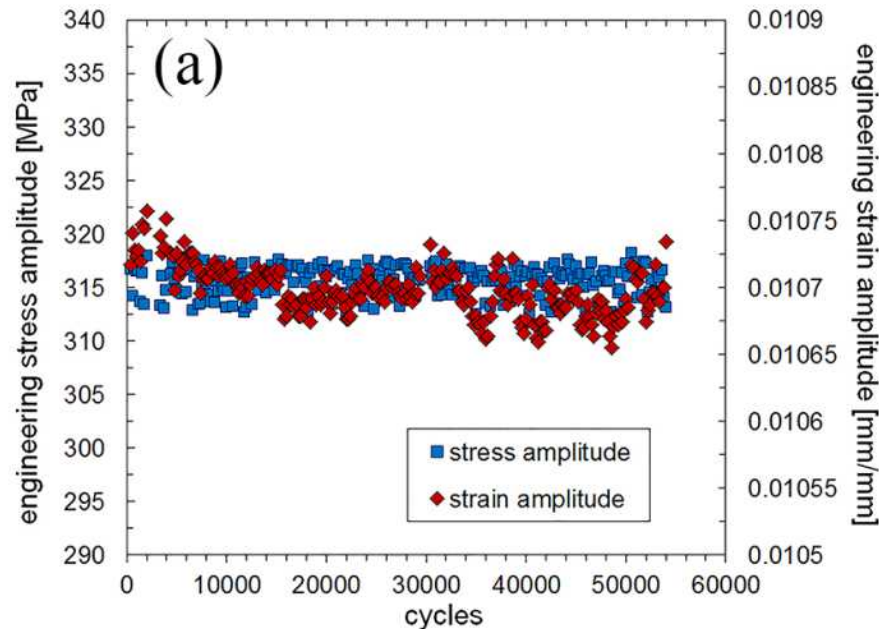 (a)
engineering stress amplitude [MPa]
340
335
330
325
320
315
310
305
300
295
290
0.0109
0.01085
0.0108
0.01075
0.0107
0.01065
0.0106
0.01055
0.0105
engineering strain amplitude [mm/mm]
stress amplitude
strain amplitude
0 10000 20000 30000 40000 50000 60000
cycles